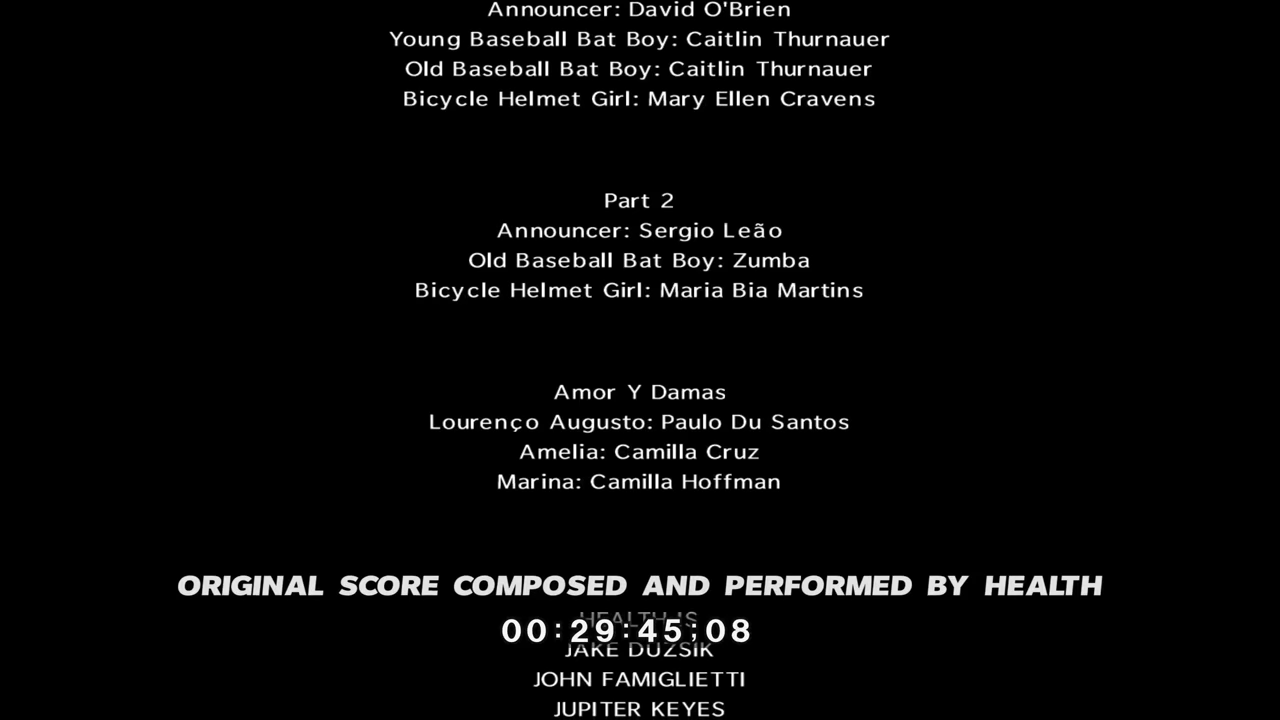 Announcer: David O'Brien
Young Baseball Bat Boy: Caitlin Thurnauer
Old Baseball Bat Boy: Caitlin Thurnauer
Bicycle Helmet Girl: Mary Ellen Cravens
Part 2
Announcer: Sergio Leão
Old Baseball Bat Boy: Zumba
Bicycle Helmet Girl: Maria Bia Martins
Amor Y Damas
Lourenço Augusto: Paulo Du Santos
Amelia: Camilla Cruz
Marina: Camilla Hoffman
ORIGINAL SCORE COMPOSED AND PERFORMED BY HEALTH
HEALTH IS
00:29:45;08
JAKE DUZSIK
JOHN FAMIGLIETTI
JUPITER KEYES